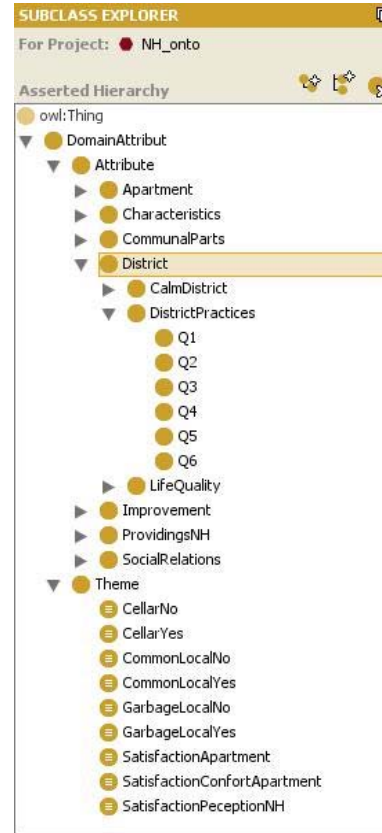 SUBCLASS EXPLORER
For Project: NH_onto
Asserted Hierarchy
owl:Thing
DomainAttribut
Attribute
Apartment
Characteristics
CommunalParts
District
CalmDistrict
DistrictPractices
Q1
Q2
Q3
Q4
Q5
Q6
LifeQuality
Improvement
ProvidingsNH
SocialRelations
Theme
CellarNo
CellarYes
CommonLocalNo
CommonLocalYes
GarbageLocalNo
GarbageLocalYes
SatisfactionApartment
SatisfactionConfortApartment
SatisfactionPeceptionNH